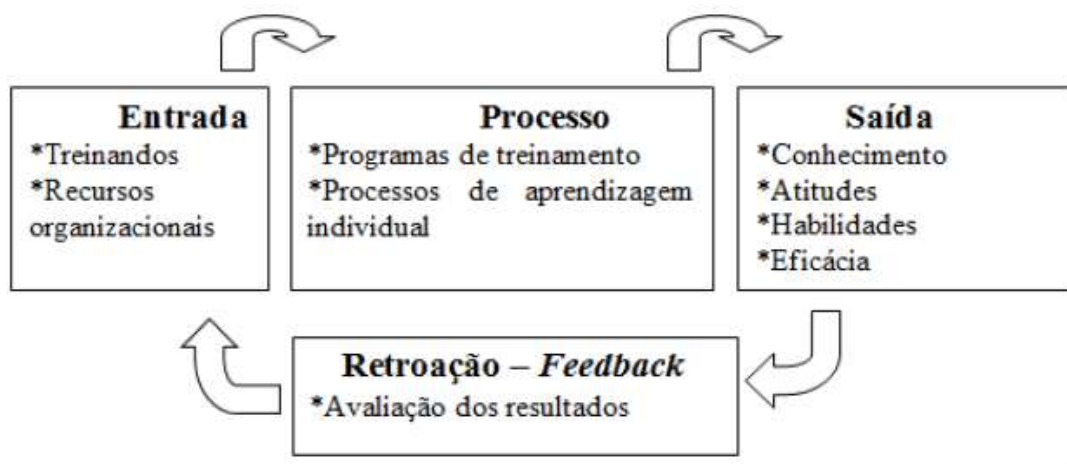 Entrada
*Treinandos
*Recursos
organizacionais
Processo
*Programas de treinamento
*Processos de aprendizagem
individual
Saída
*Conhecimento
*Atitudes
*Habilidades
*Eficácia
Retroação – Feedback
*Avaliação dos resultados